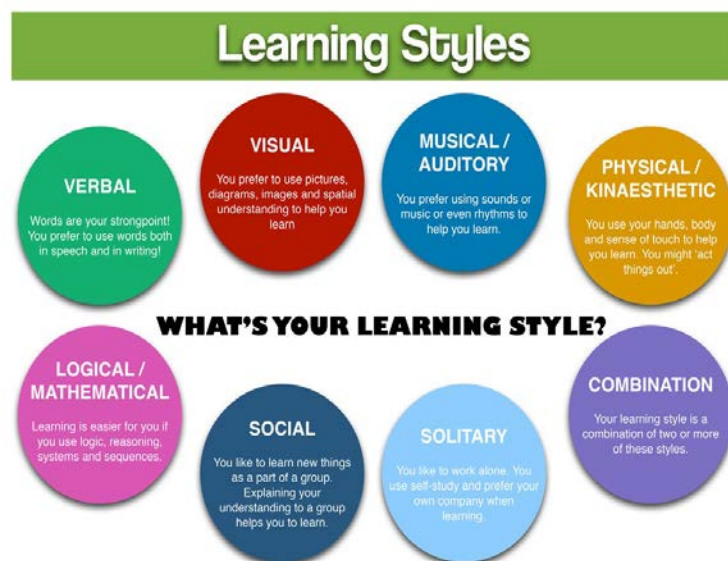 Learning Styles
VERBAL
Words are your strongpoint!
You prefer to use words both
in speech and in writing!
VISUAL
You prefer to use pictures,
diagrams, images and spatial
understanding to help you
learn
MUSICAL /
AUDITORY
You prefer using sounds or
music or even rhythms to
help you learn.
PHYSICAL /
KINAESTHETIC
You use your hands, body
and sense of touch to help
you learn. You might ‘act
things out’.
WHAT'S YOUR LEARNING STYLE?
LOGICAL /
MATHEMATICAL
Learning is easier for you if
you use logic, reasoning,
systems and sequences.
SOCIAL
You like to learn new things
as a part of a group.
Explaining your
understanding to a group
helps you to learn.
SOLITARY
You like to work alone. You
use self-study and prefer your
own company when
learning.
COMBINATION
Your learning style is a
combination of two or more
of these styles.